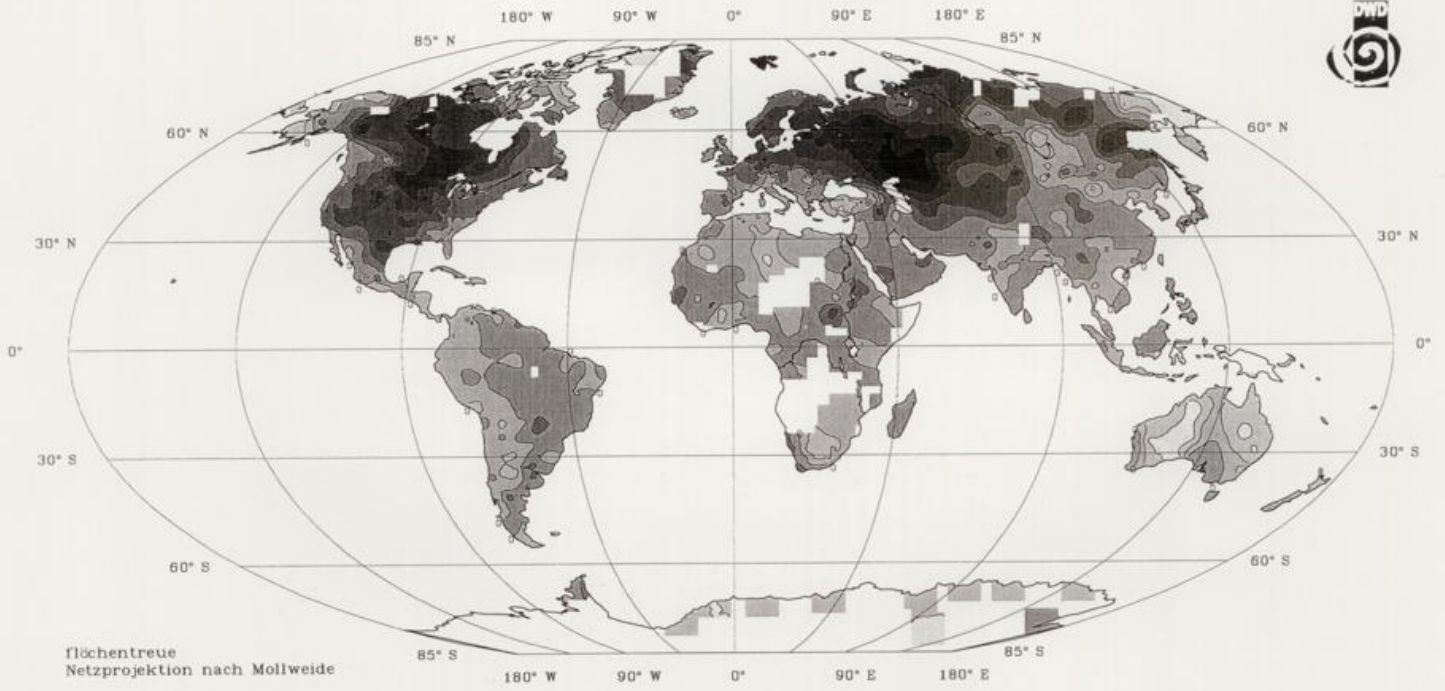 180° W 90° W 0° 90° E 180° E
DWD
85° N 85° N
60° N 60° N
30° N 30° N
0° 0°
30° S 30° S
60° S 60° S
85° S 85° S
flächentreue
Netzprojektion nach Mollweide
180° W 90° W 0° 90° E 180° E